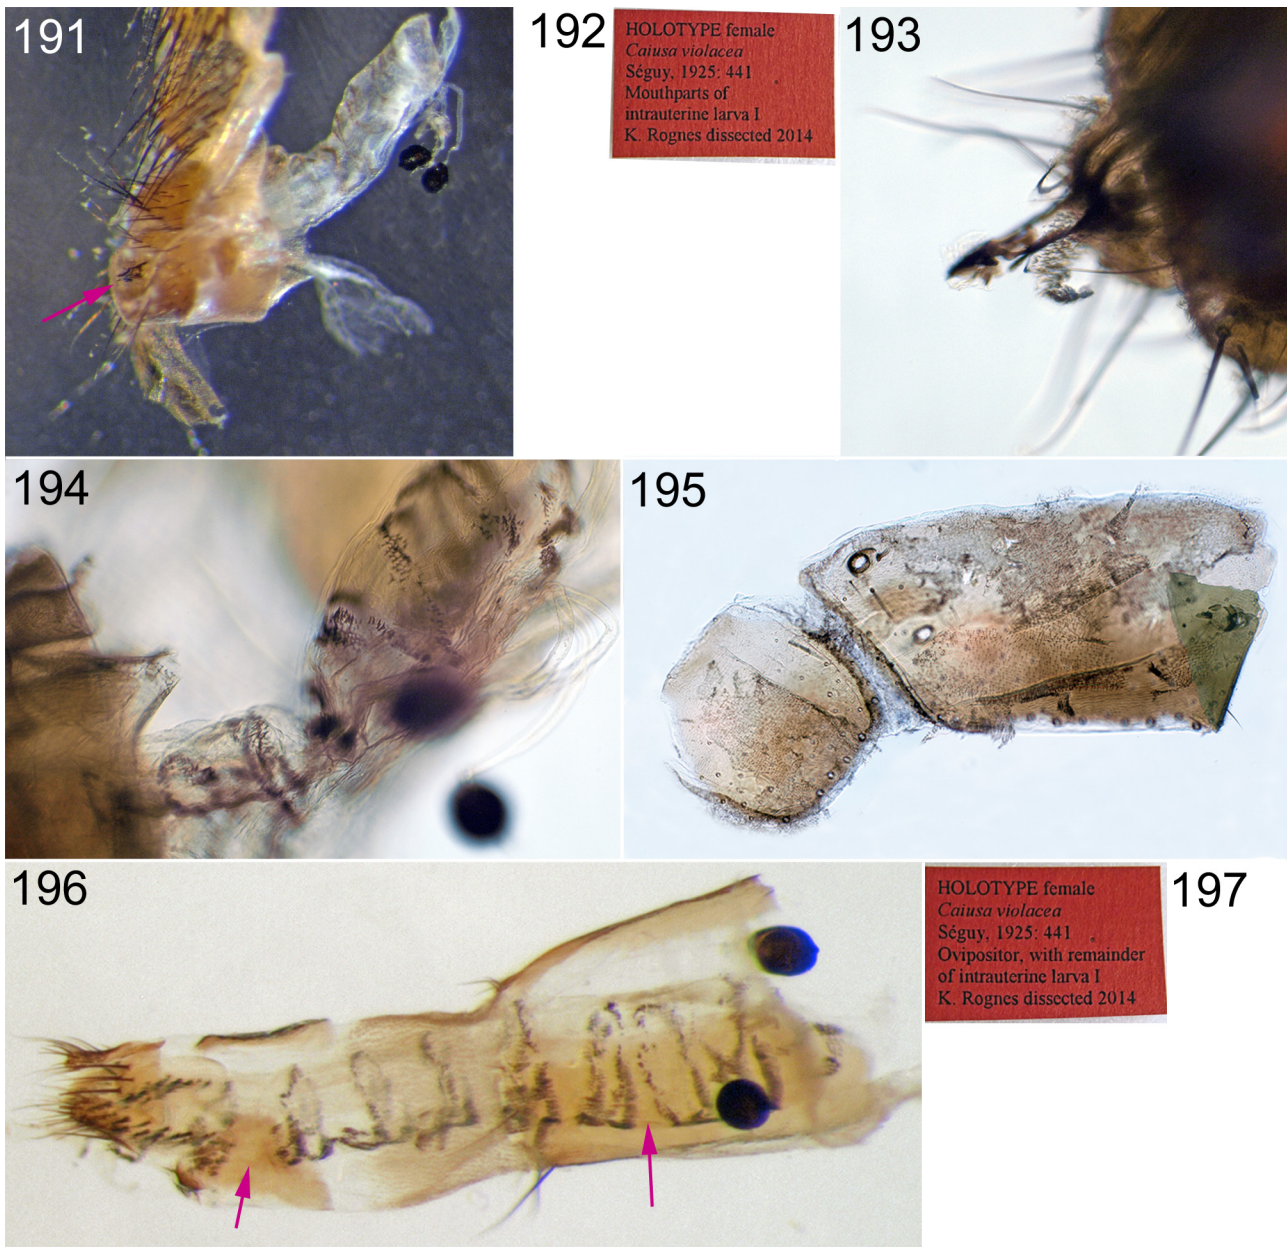 191
192
HOLOTYPE female
Caiusa violacea
Séguy, 1925: 441
Mouthparts of
intrauterine larva I
K. Rognes dissected 2014
193
194
195
196
HOLOTYPE female
Caiusa violacea
Séguy, 1925: 441
Ovipositor, with remainder
of intrauterine larva I
K. Rognes dissected 2014
197